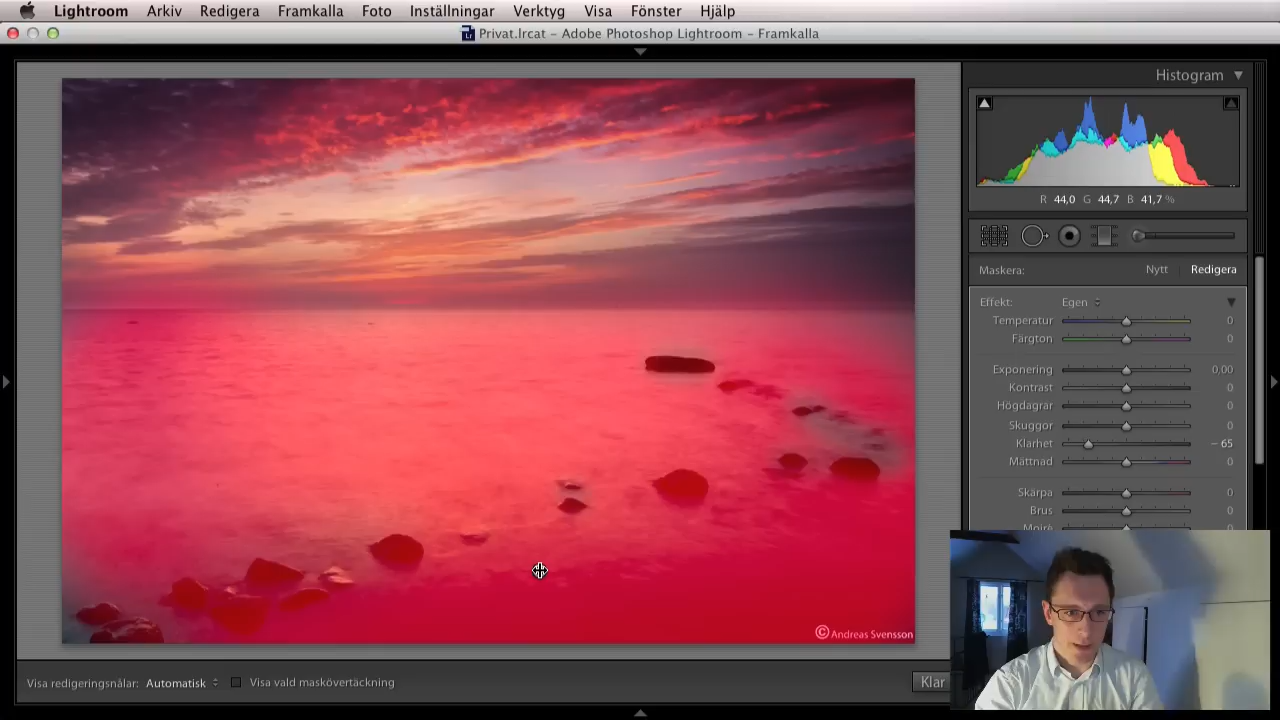 Lightroom Arkiv Redigera Framkalla Foto Inställningar Verktyg Visa Fönster Hjälp
Privat.lrcat – Adobe Photoshop Lightroom – Framkalla
Histogram
R 44,0 G 44,7 B 41,7 %
Maskera: Nytt Redigera
Effekt: Egen
Temperatur 0
Färgton 0
Exponering 0,00
Kontrast 0
Högdagrar 0
Skuggor 0
Klarhet – 65
Mättnad 0
Skärpa 0
Brus 0
Moiré
© Andreas Svensson
Visa redigeringsnålar: Automatisk Visa vald maskövertäckning Klar